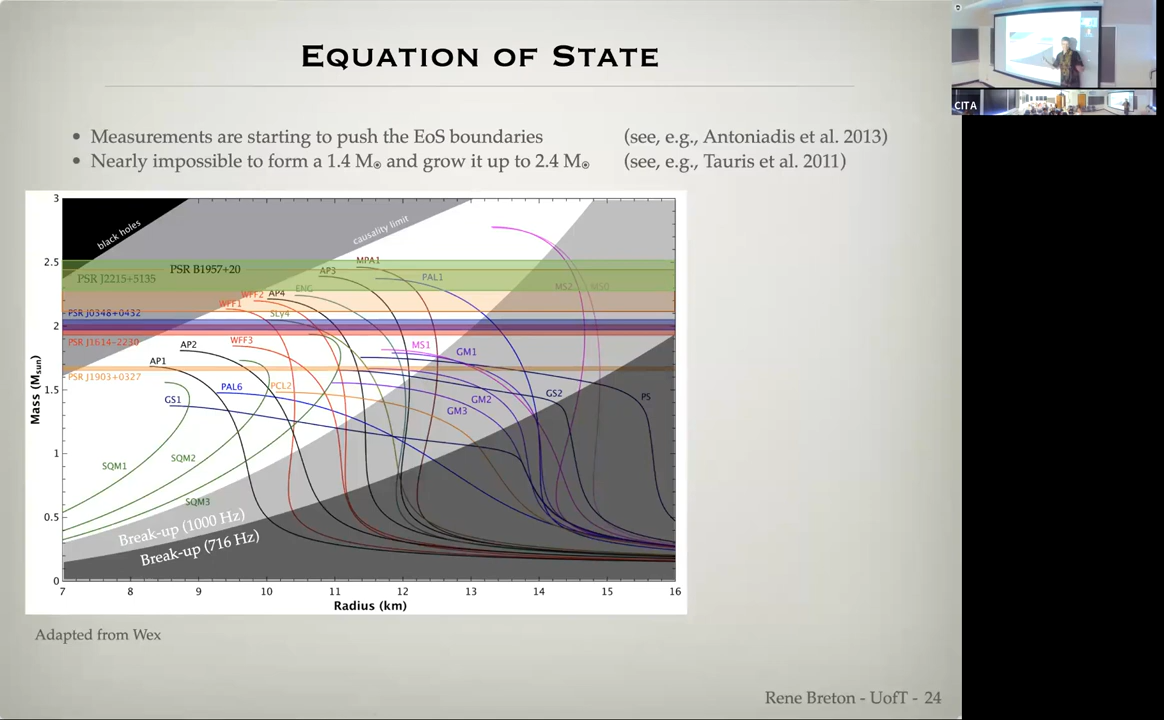 EQUATION OF STATE
• Measurements are starting to push the EoS boundaries (see, e.g., Antoniadis et al. 2013)
• Nearly impossible to form a 1.4 M⊙ and grow it up to 2.4 M⊙ (see, e.g., Tauris et al. 2011)
CITA
3
black holes
causality limit
2.5
MPA1
PSR B1957+20
AP3
PSR J2215+5135
PAL1
ENG
MS2
MS0
WFF2
AP4
WFF1
PSR J0348+0432
SLy4
2
PSR J1614-2230
AP2
WFF3
MS1
GM1
AP1
PSR J1903+0327
PAL6
PCL2
1.5
GS1
GM2
GS2
PS
GM3
Mass (Msun)
1
SQM1
SQM2
SQM3
0.5
Break-up (1000 Hz)
Break-up (716 Hz)
0
7 8 9 10 11 12 13 14 15 16
Radius (km)
Adapted from Wex
Rene Breton - UofT - 24